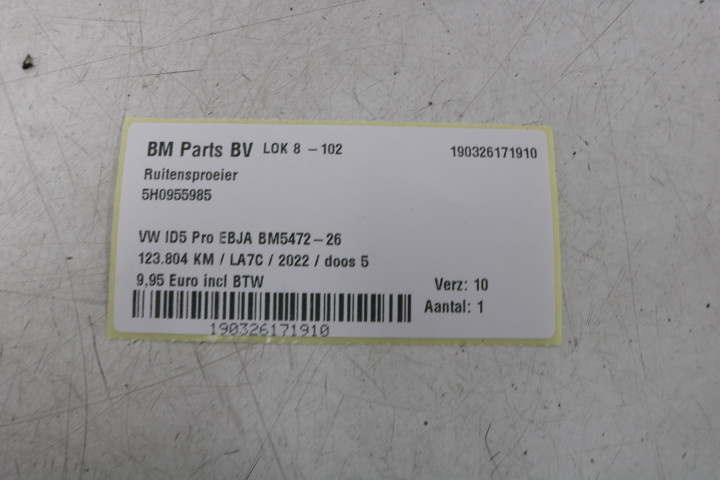 BM Parts BV LOK 8 - 102 190326171910
Ruitensproeier
5H0955985
VW ID5 Pro EBJA BM5472-26
123.804 KM / LA7C / 2022 / doos 5
9,95 Euro incl BTW Verz: 10
Aantal: 1
190326171910